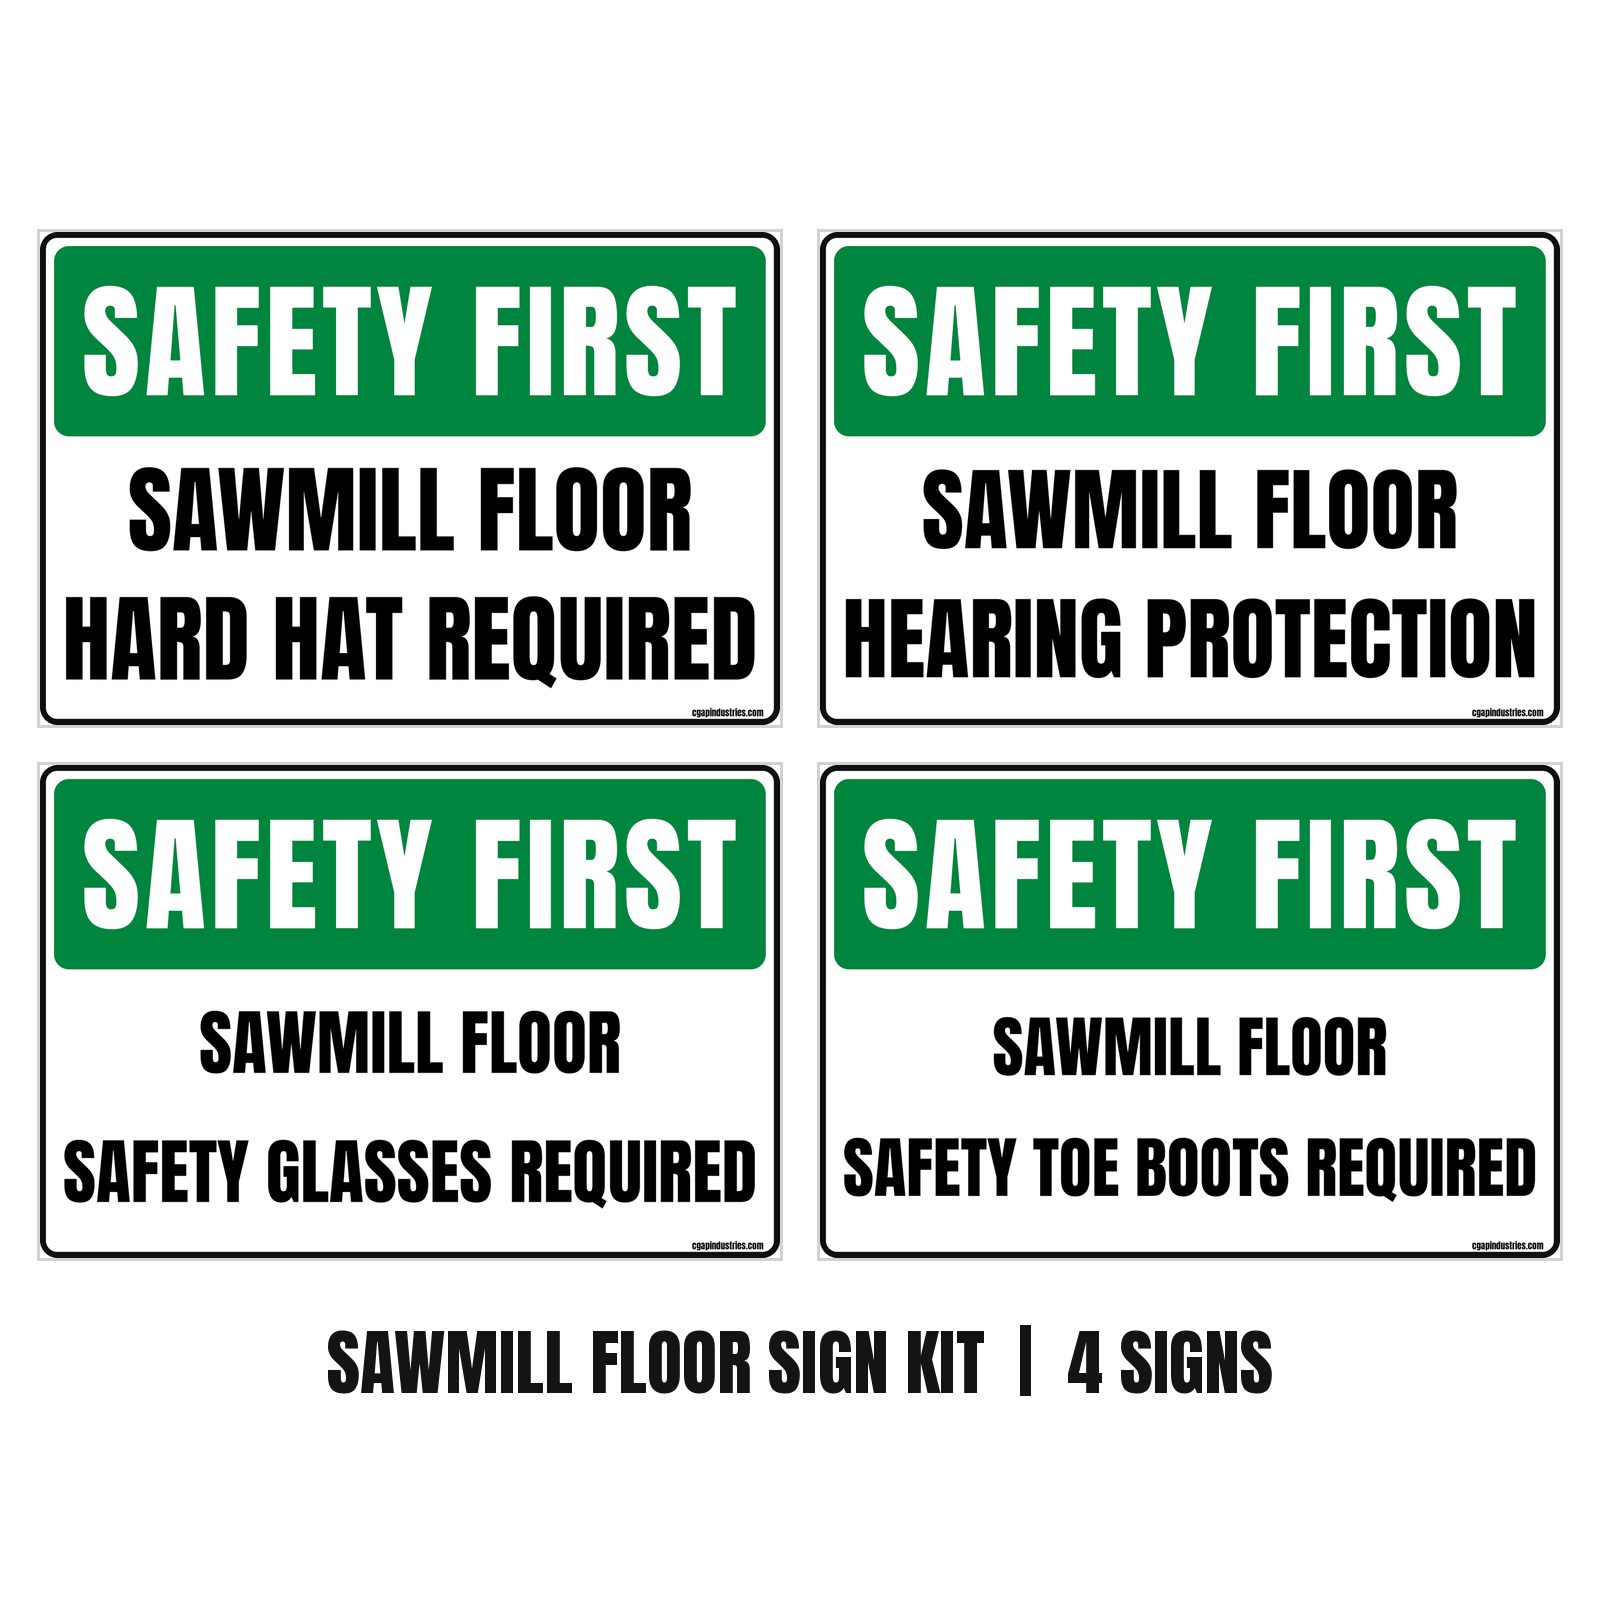 SAFETY FIRST
SAWMILL FLOOR
HARD HAT REQUIRED
cgapindustries.com
SAFETY FIRST
SAWMILL FLOOR
HEARING PROTECTION
cgapindustries.com
SAFETY FIRST
SAWMILL FLOOR
SAFETY GLASSES REQUIRED
cgapindustries.com
SAFETY FIRST
SAWMILL FLOOR
SAFETY TOE BOOTS REQUIRED
cgapindustries.com
SAWMILL FLOOR SIGN KIT | 4 SIGNS